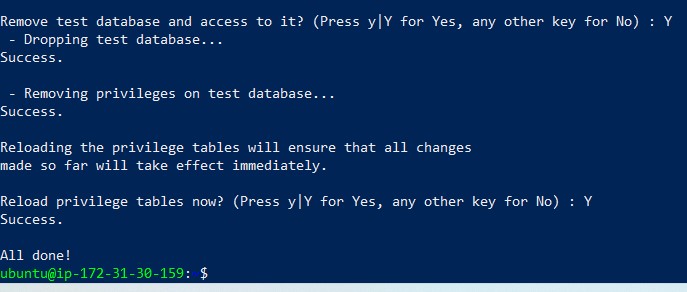 Remove test database and access to it? (Press y|Y for Yes, any other key for No) : Y
 - Dropping test database...
Success.

 - Removing privileges on test database...
Success.

Reloading the privilege tables will ensure that all changes
made so far will take effect immediately.

Reload privilege tables now? (Press y|Y for Yes, any other key for No) : Y
Success.

All done!
ubuntu@ip-172-31-30-159: $